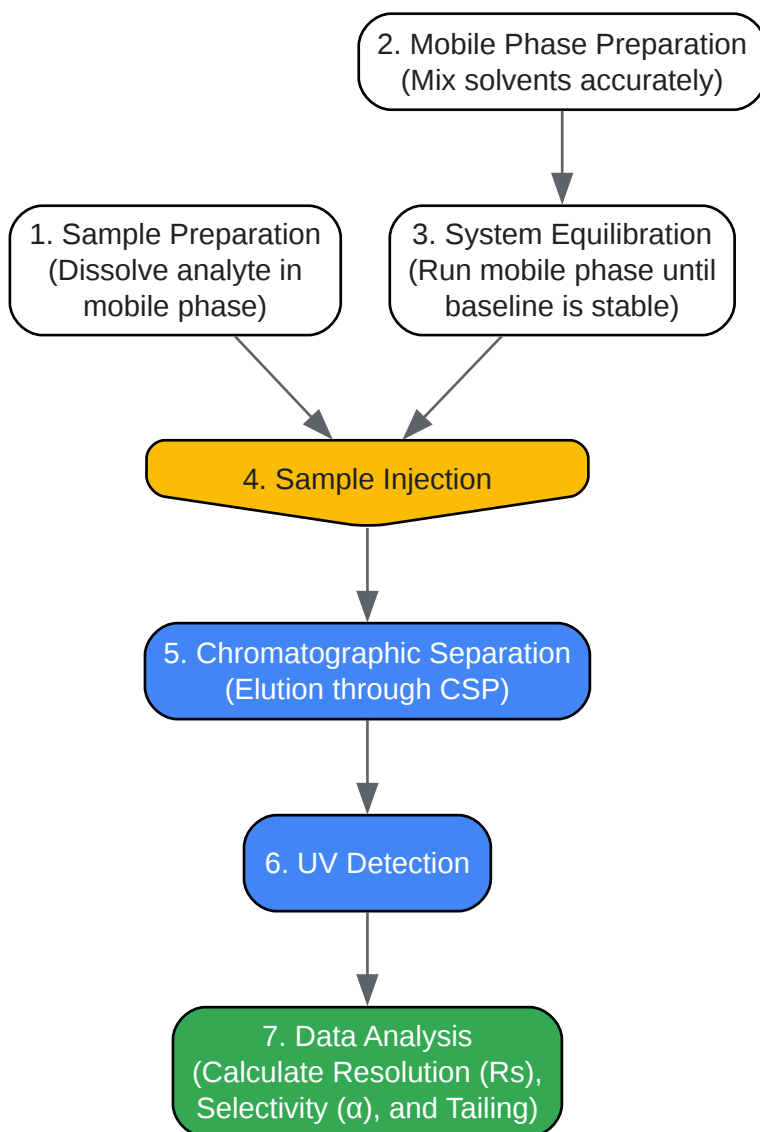 2. Mobile Phase Preparation
(Mix solvents accurately)
1. Sample Preparation
(Dissolve analyte in
mobile phase)
3. System Equilibration
(Run mobile phase until
baseline is stable)
4. Sample Injection
5. Chromatographic Separation
(Elution through CSP)
6. UV Detection
7. Data Analysis
(Calculate Resolution (Rs),
Selectivity (α), and Tailing)